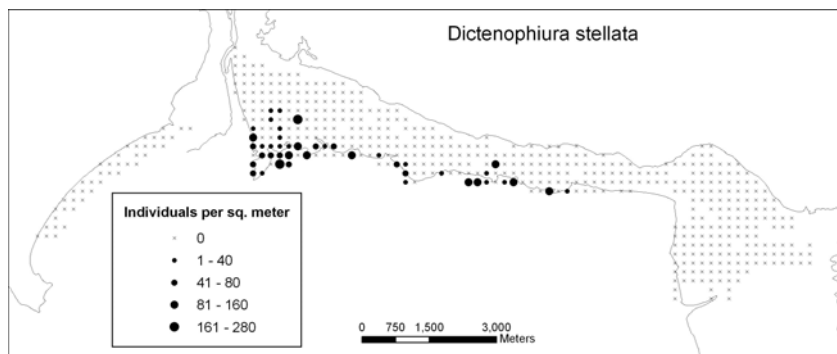 Dictenophiura stellata
Individuals per sq. meter
0
1 - 40
41 - 80
81 - 160
161 - 280
0 750 1,500 3,000
Meters